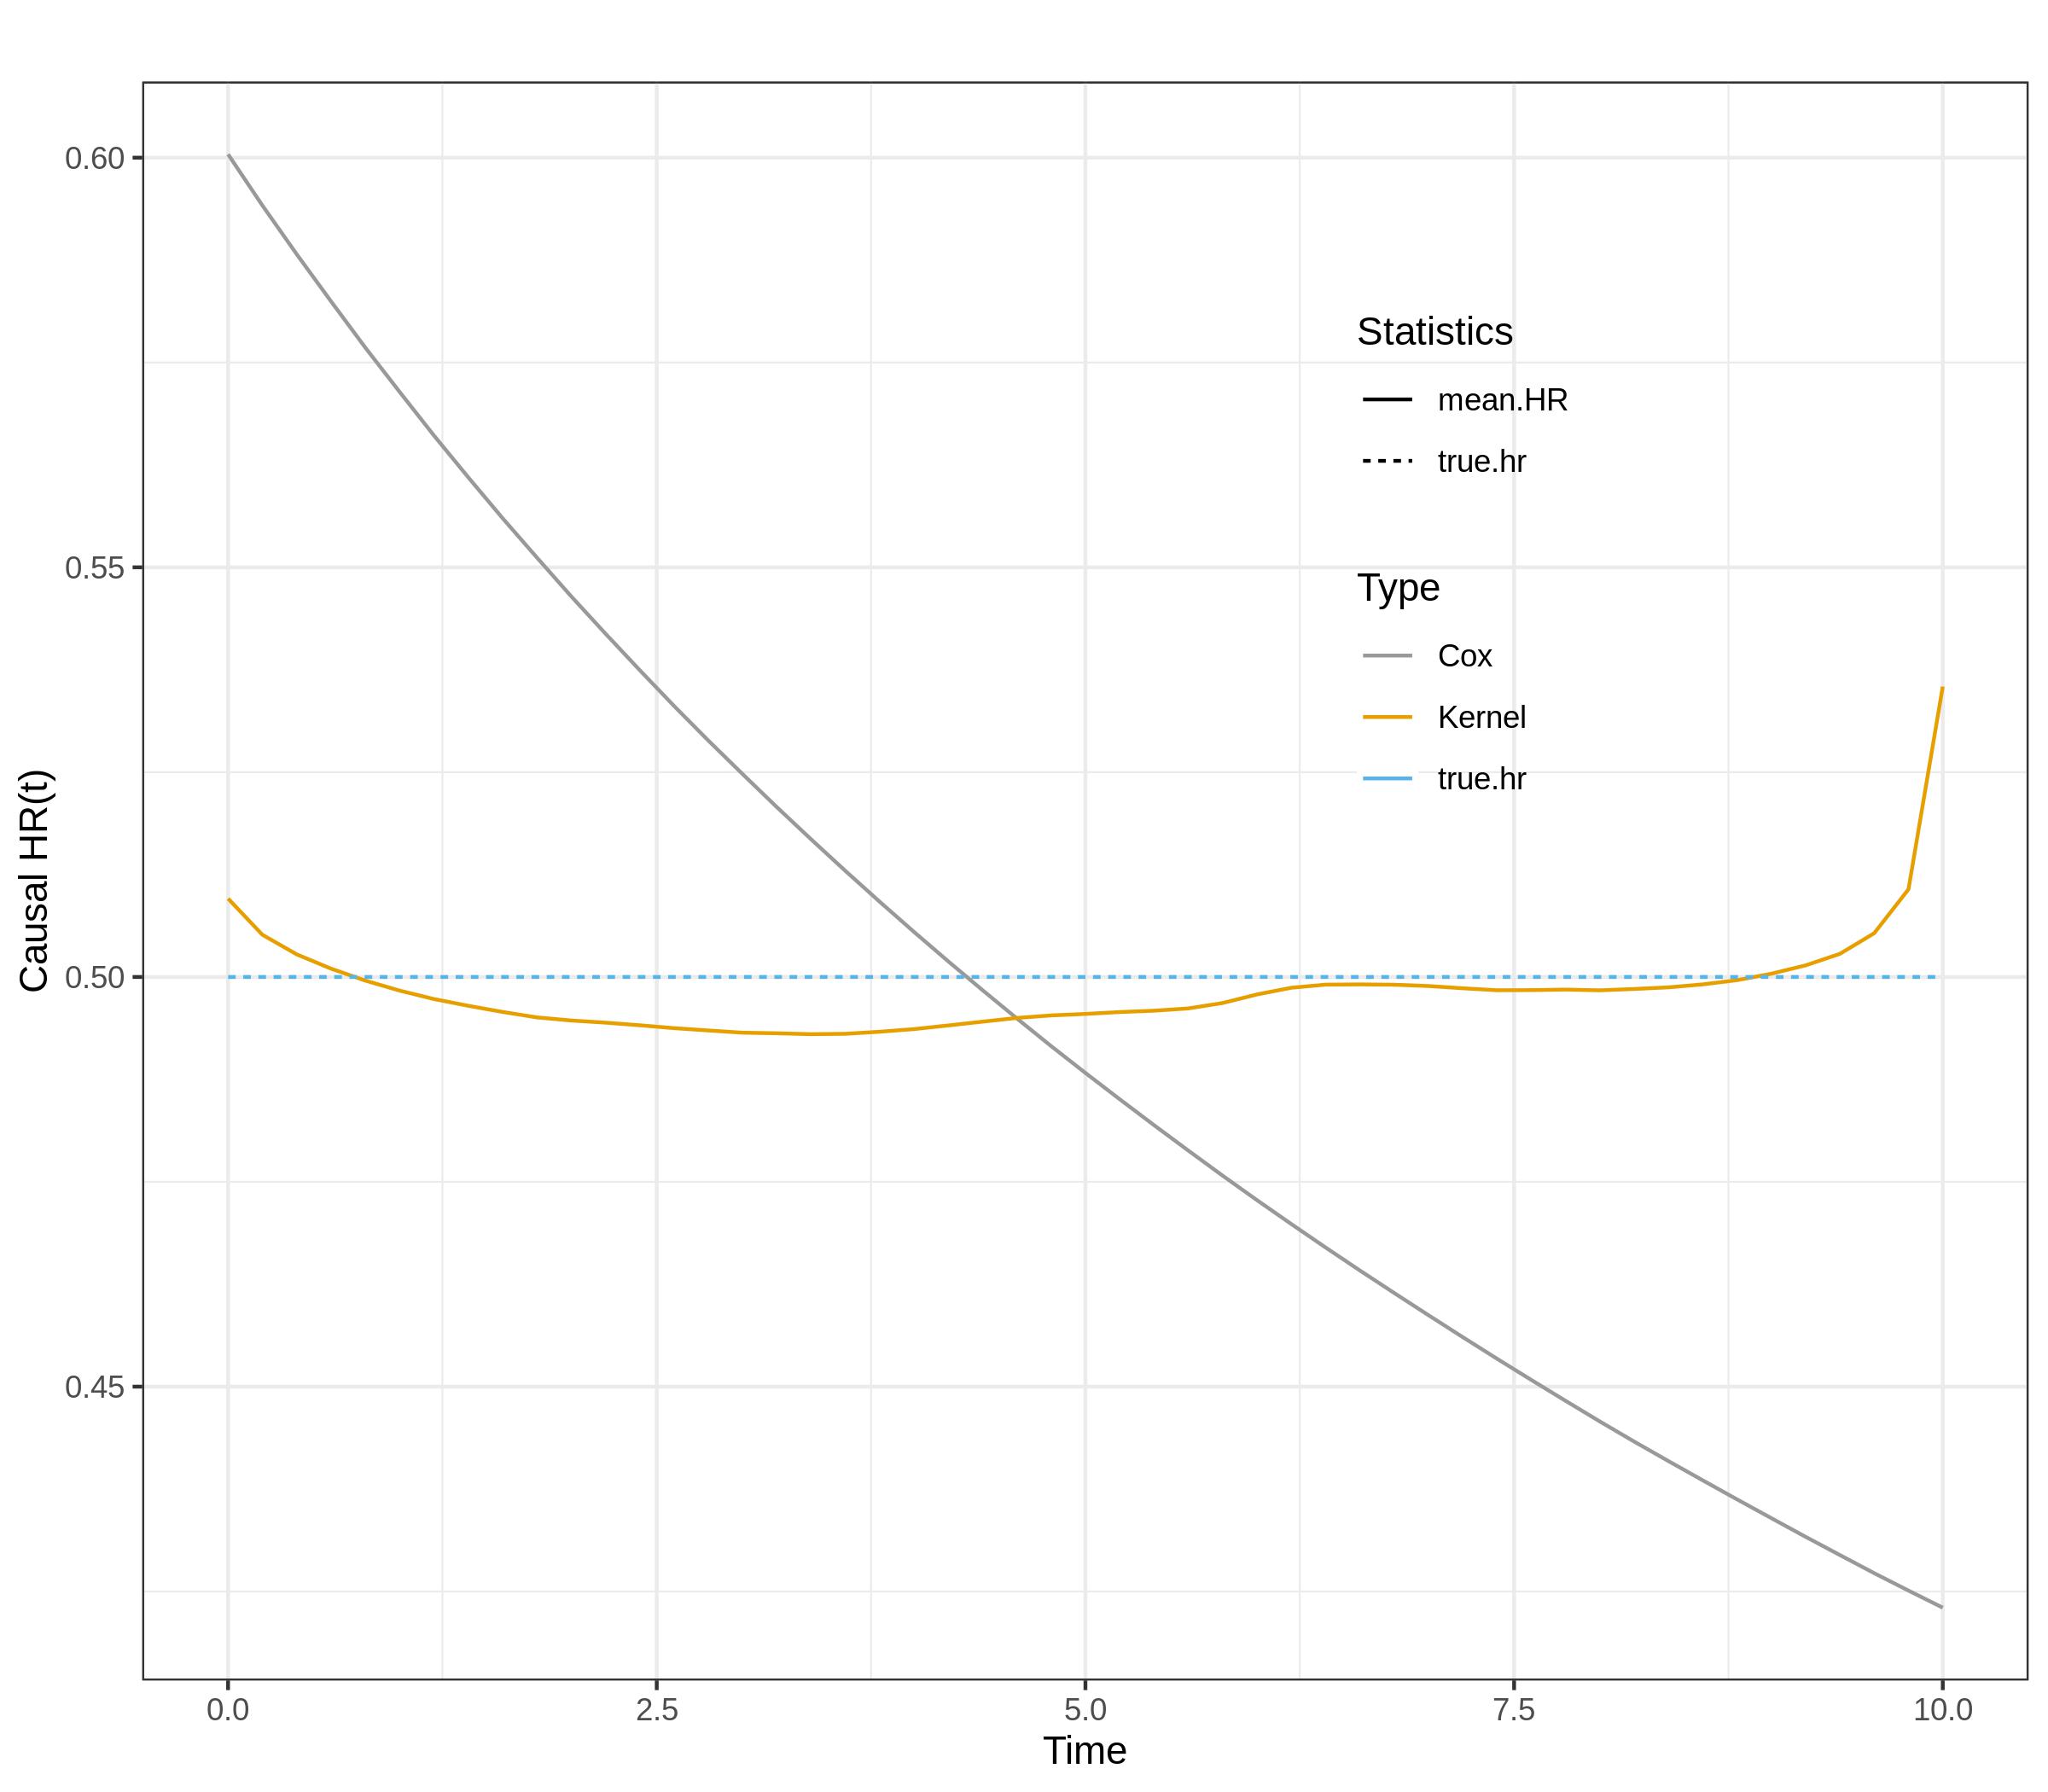 Causal HR(t)
0.60
0.55
0.50
0.45
Statistics
mean.HR
true.hr
Type
Cox
Kernel
true.hr
0.0 2.5 5.0 7.5 10.0
Time